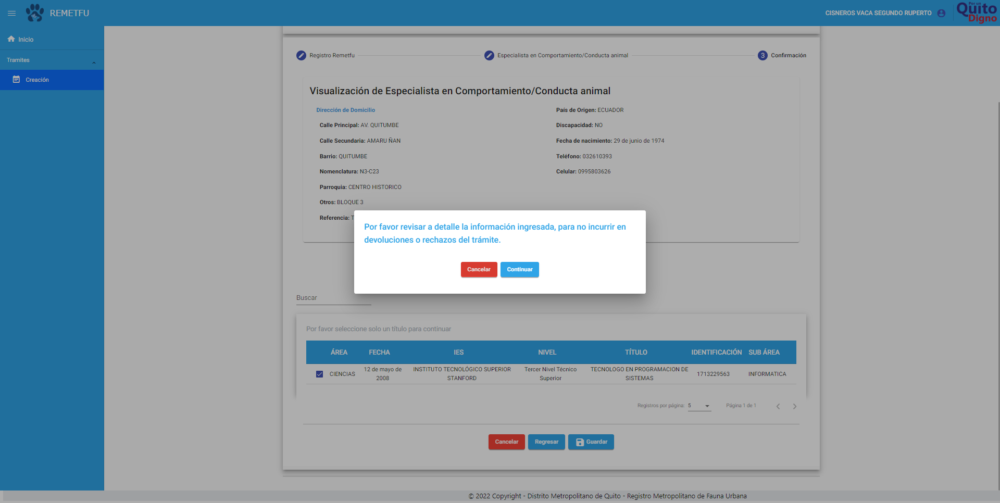 REMETFU
CISNEROS VACA SEGUNDO RUPERTO
Por un
Quito
Digno
Inicio
Tramites
Creación
Registro Remetfu
Especialista en Comportamiento/Conducta animal
3 Confirmación
Visualización de Especialista en Comportamiento/Conducta animal
Dirección de Domicilio
País de Origen: ECUADOR
Calle Principal: AV. QUITUMBE
Discapacidad: NO
Calle Secundaria: AMARU ÑAN
Fecha de nacimiento: 29 de junio de 1974
Barrio: QUITUMBE
Teléfono: 032610393
Nomenclatura: N3-C23
Celular: 0995803626
Parroquia: CENTRO HISTORICO
Otros: BLOQUE 3
Referencia: T
Por favor revisar a detalle la información ingresada, para no incurrir en
devoluciones o rechazos del trámite.
Cancelar Continuar
Buscar
Por favor seleccione solo un título para continuar
ÁREA FECHA IES NIVEL TÍTULO IDENTIFICACIÓN SUB ÁREA
CIENCIAS 12 de mayo de 2008 INSTITUTO TECNOLÓGICO SUPERIOR STANFORD Tercer Nivel Técnico Superior TECNOLOGO EN PROGRAMACION DE SISTEMAS 1713229563 INFORMATICA
Registros por página: 5 Página 1 de 1
Cancelar Regresar Guardar
© 2022 Copyright - Distrito Metropolitano de Quito - Registro Metropolitano de Fauna Urbana